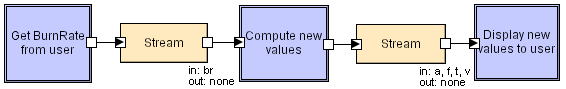 Get BurnRate
from user
Stream
in: br
out: none
Compute new
values
Stream
in: a, f, t, v
out: none
Display new
values to user